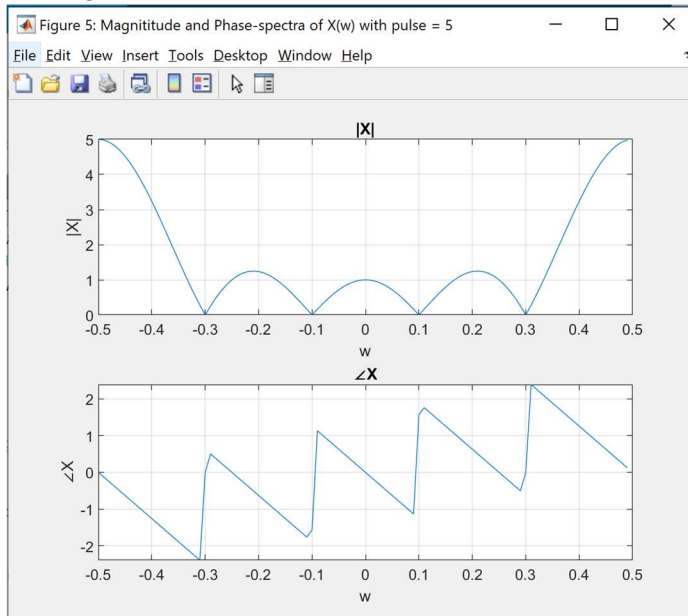 Figure 5: Magnititude and Phase-spectra of X(w) with pulse = 5
File Edit View Insert Tools Desktop Window Help
|X|
|X|
5
4
3
2
1
0
-0.5 -0.4 -0.3 -0.2 -0.1 0 0.1 0.2 0.3 0.4 0.5
w
∠X
∠X
2
1
0
-1
-2
-0.5 -0.4 -0.3 -0.2 -0.1 0 0.1 0.2 0.3 0.4 0.5
w